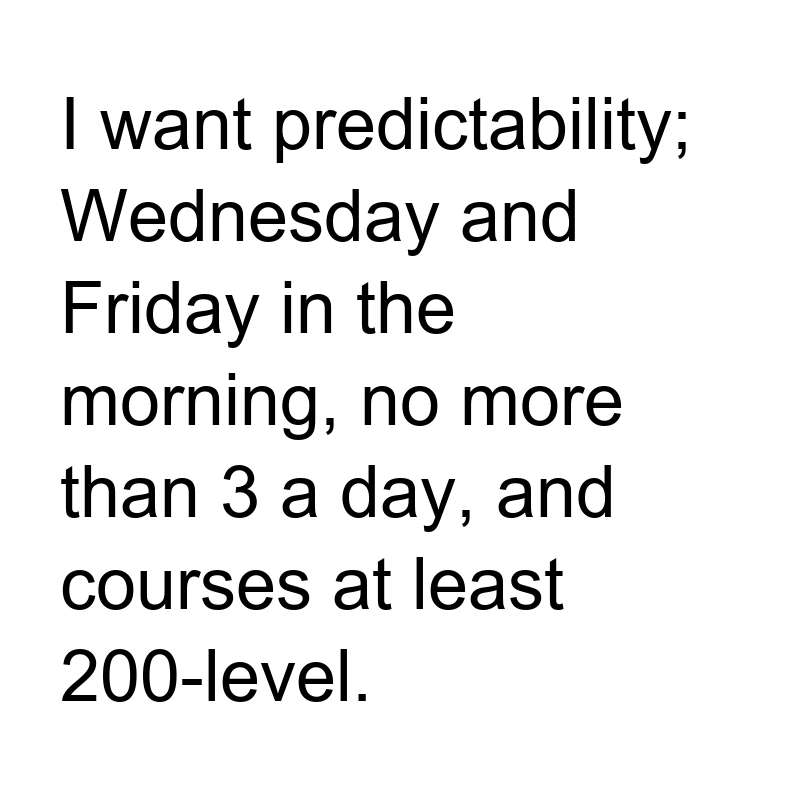 I want predictability;
Wednesday and
Friday in the
morning, no more
than 3 a day, and
courses at least
200-level.